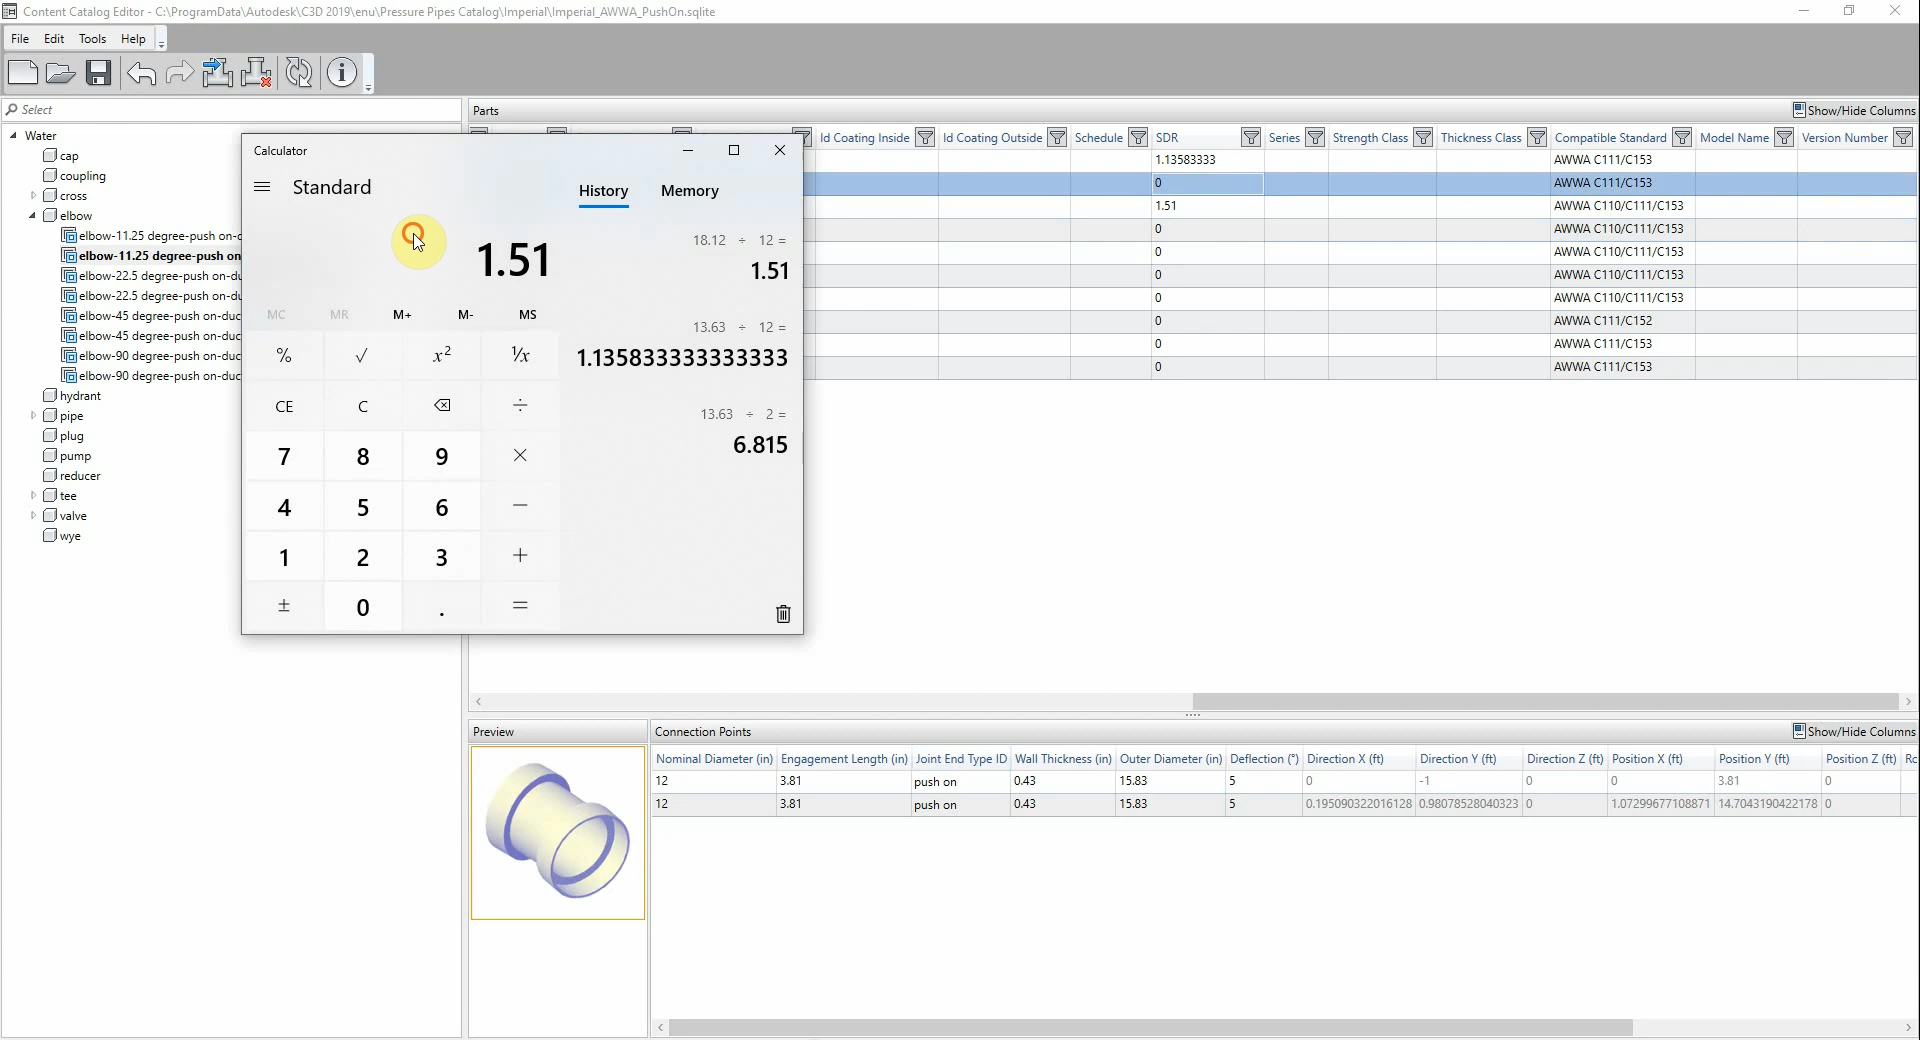 Content Catalog Editor - C:\ProgramData\Autodesk\C3D 2019\enu\Pressure Pipes Catalog\Imperial\Imperial_AWWA_PushOn.sqlite
File Edit Tools Help
Select
Water
cap
coupling
cross
elbow
elbow-11.25 degree-push on-d
elbow-11.25 degree-push on
elbow-22.5 degree-push on-du
elbow-22.5 degree-push on-du
elbow-45 degree-push on-duc
elbow-45 degree-push on-duc
elbow-90 degree-push on-duc
elbow-90 degree-push on-duc
hydrant
pipe
plug
pump
reducer
tee
valve
wye
Calculator
Standard
History Memory
1.51
18.12 ÷ 12 =
1.51
13.63 ÷ 12 =
1.135833333333333
13.63 ÷ 2 =
6.815
MC MR M+ M- MS
% √ x² ⅟x
CE C ÷
7 8 9 ×
4 5 6 −
1 2 3 +
± 0 . =
Parts Show/Hide Columns
Id Coating Inside Id Coating Outside Schedule SDR Series Strength Class Thickness Class Compatible Standard Model Name Version Number
1.13583333 AWWA C111/C153
0 AWWA C111/C153
1.51 AWWA C110/C111/C153
0 AWWA C110/C111/C153
0 AWWA C110/C111/C153
0 AWWA C110/C111/C153
0 AWWA C110/C111/C153
0 AWWA C111/C152
0 AWWA C111/C153
0 AWWA C111/C153
Preview
Connection Points Show/Hide Columns
Nominal Diameter (in) Engagement Length (in) Joint End Type ID Wall Thickness (in) Outer Diameter (in) Deflection (°) Direction X (ft) Direction Y (ft) Direction Z (ft) Position X (ft) Position Y (ft) Position Z (ft) Ro
12 3.81 push on 0.43 15.83 5 0 -1 0 0 3.81 0
12 3.81 push on 0.43 15.83 5 0.195090322016128 0.98078528040323 0 1.07299677108871 14.7043190422178 0